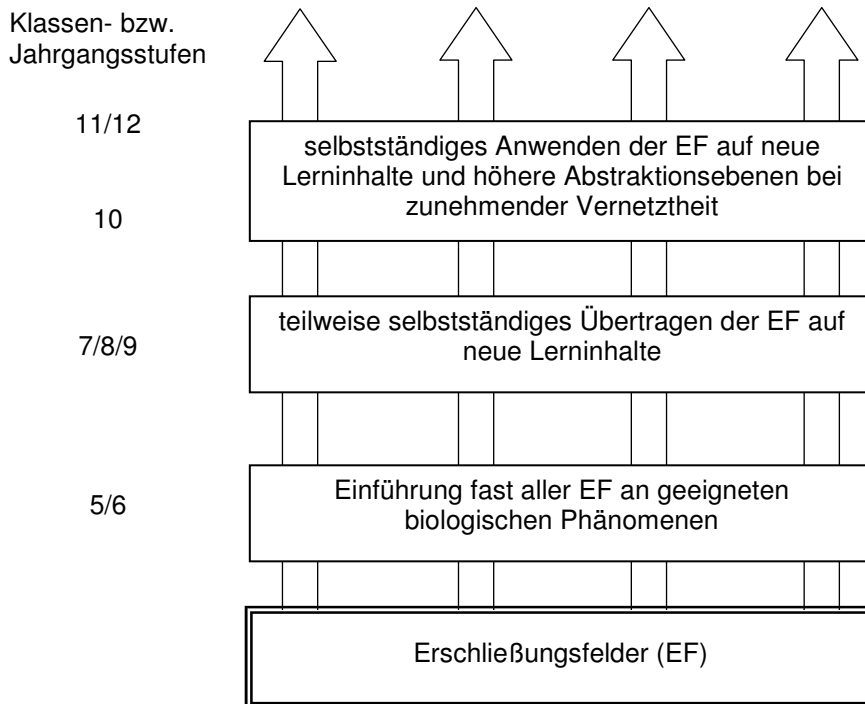 Klassen- bzw.
Jahrgangsstufen
11/12
selbstständiges Anwenden der EF auf neue
Lerninhalte und höhere Abstraktionsebenen bei
zunehmender Vernetztheit
10
teilweise selbstständiges Übertragen der EF auf
neue Lerninhalte
7/8/9
Einführung fast aller EF an geeigneten
biologischen Phänomenen
5/6
Erschließungsfelder (EF)